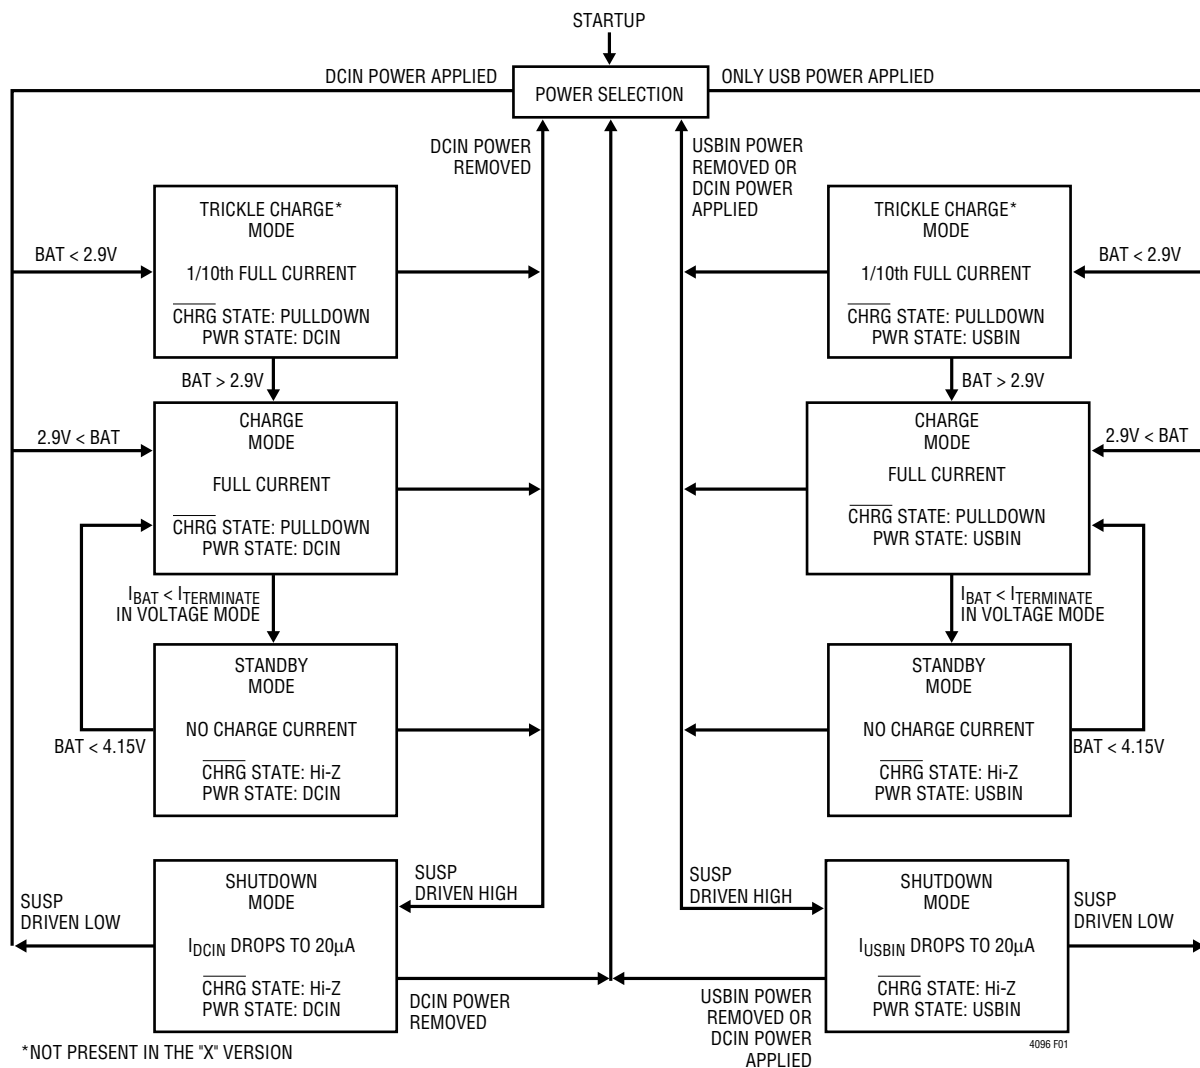 STARTUP
DCIN POWER APPLIED
POWER SELECTION
ONLY USB POWER APPLIED
DCIN POWER
REMOVED
USBIN POWER
REMOVED OR
DCIN POWER
APPLIED
TRICKLE CHARGE*
MODE
1/10th FULL CURRENT
CHRG STATE: PULLDOWN
PWR STATE: DCIN
BAT < 2.9V
BAT > 2.9V
CHARGE
MODE
FULL CURRENT
CHRG STATE: PULLDOWN
PWR STATE: DCIN
2.9V < BAT
IBAT < ITERMINATE
IN VOLTAGE MODE
STANDBY
MODE
NO CHARGE CURRENT
CHRG STATE: Hi-Z
PWR STATE: DCIN
BAT < 4.15V
SHUTDOWN
MODE
IDCIN DROPS TO 20µA
CHRG STATE: Hi-Z
PWR STATE: DCIN
SUSP
DRIVEN LOW
SUSP
DRIVEN HIGH
DCIN POWER
REMOVED
TRICKLE CHARGE*
MODE
1/10th FULL CURRENT
CHRG STATE: PULLDOWN
PWR STATE: USBIN
BAT < 2.9V
BAT > 2.9V
CHARGE
MODE
FULL CURRENT
CHRG STATE: PULLDOWN
PWR STATE: USBIN
2.9V < BAT
IBAT < ITERMINATE
IN VOLTAGE MODE
STANDBY
MODE
NO CHARGE CURRENT
CHRG STATE: Hi-Z
PWR STATE: USBIN
BAT < 4.15V
SUSP
DRIVEN HIGH
SHUTDOWN
MODE
IUSBIN DROPS TO 20µA
CHRG STATE: Hi-Z
PWR STATE: USBIN
SUSP
DRIVEN LOW
USBIN POWER
REMOVED OR
DCIN POWER
APPLIED
4096 F01
*NOT PRESENT IN THE "X" VERSION